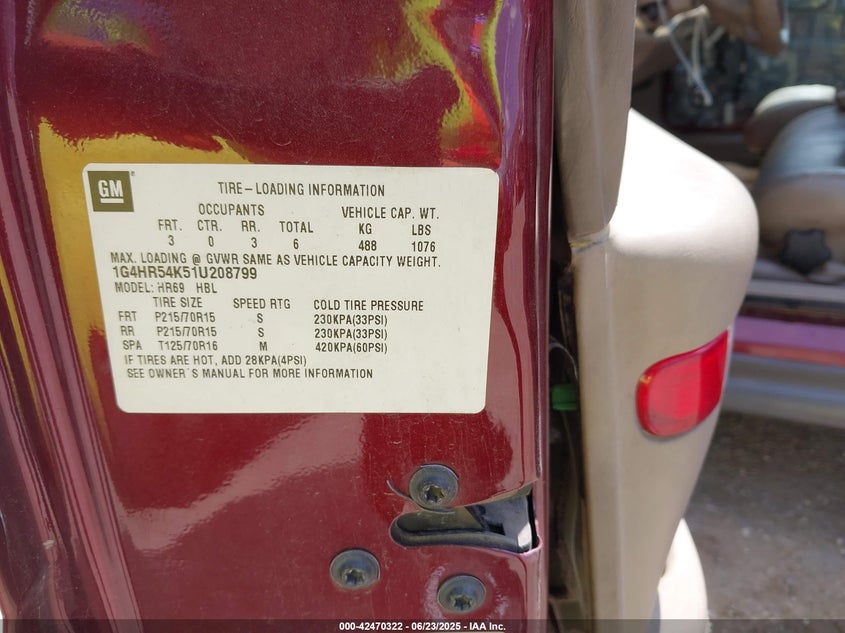 GM
TIRE-LOADING INFORMATION
OCCUPANTS VEHICLE CAP. WT.
FRT. CTR. RR. TOTAL KG LBS
3 0 3 6 488 1076
MAX. LOADING @ GVWR SAME AS VEHICLE CAPACITY WEIGHT.
1G4HR54K51U208799
MODEL: HR69 HBL
TIRE SIZE SPEED RTG COLD TIRE PRESSURE
FRT P215/70R15 S 230KPA(33PSI)
RR P215/70R15 S 230KPA(33PSI)
SPA T125/70R16 M 420KPA(60PSI)
IF TIRES ARE HOT, ADD 28KPA(4PSI)
SEE OWNER'S MANUAL FOR MORE INFORMATION
000-42470322 - 06/23/2025 - IAA Inc.